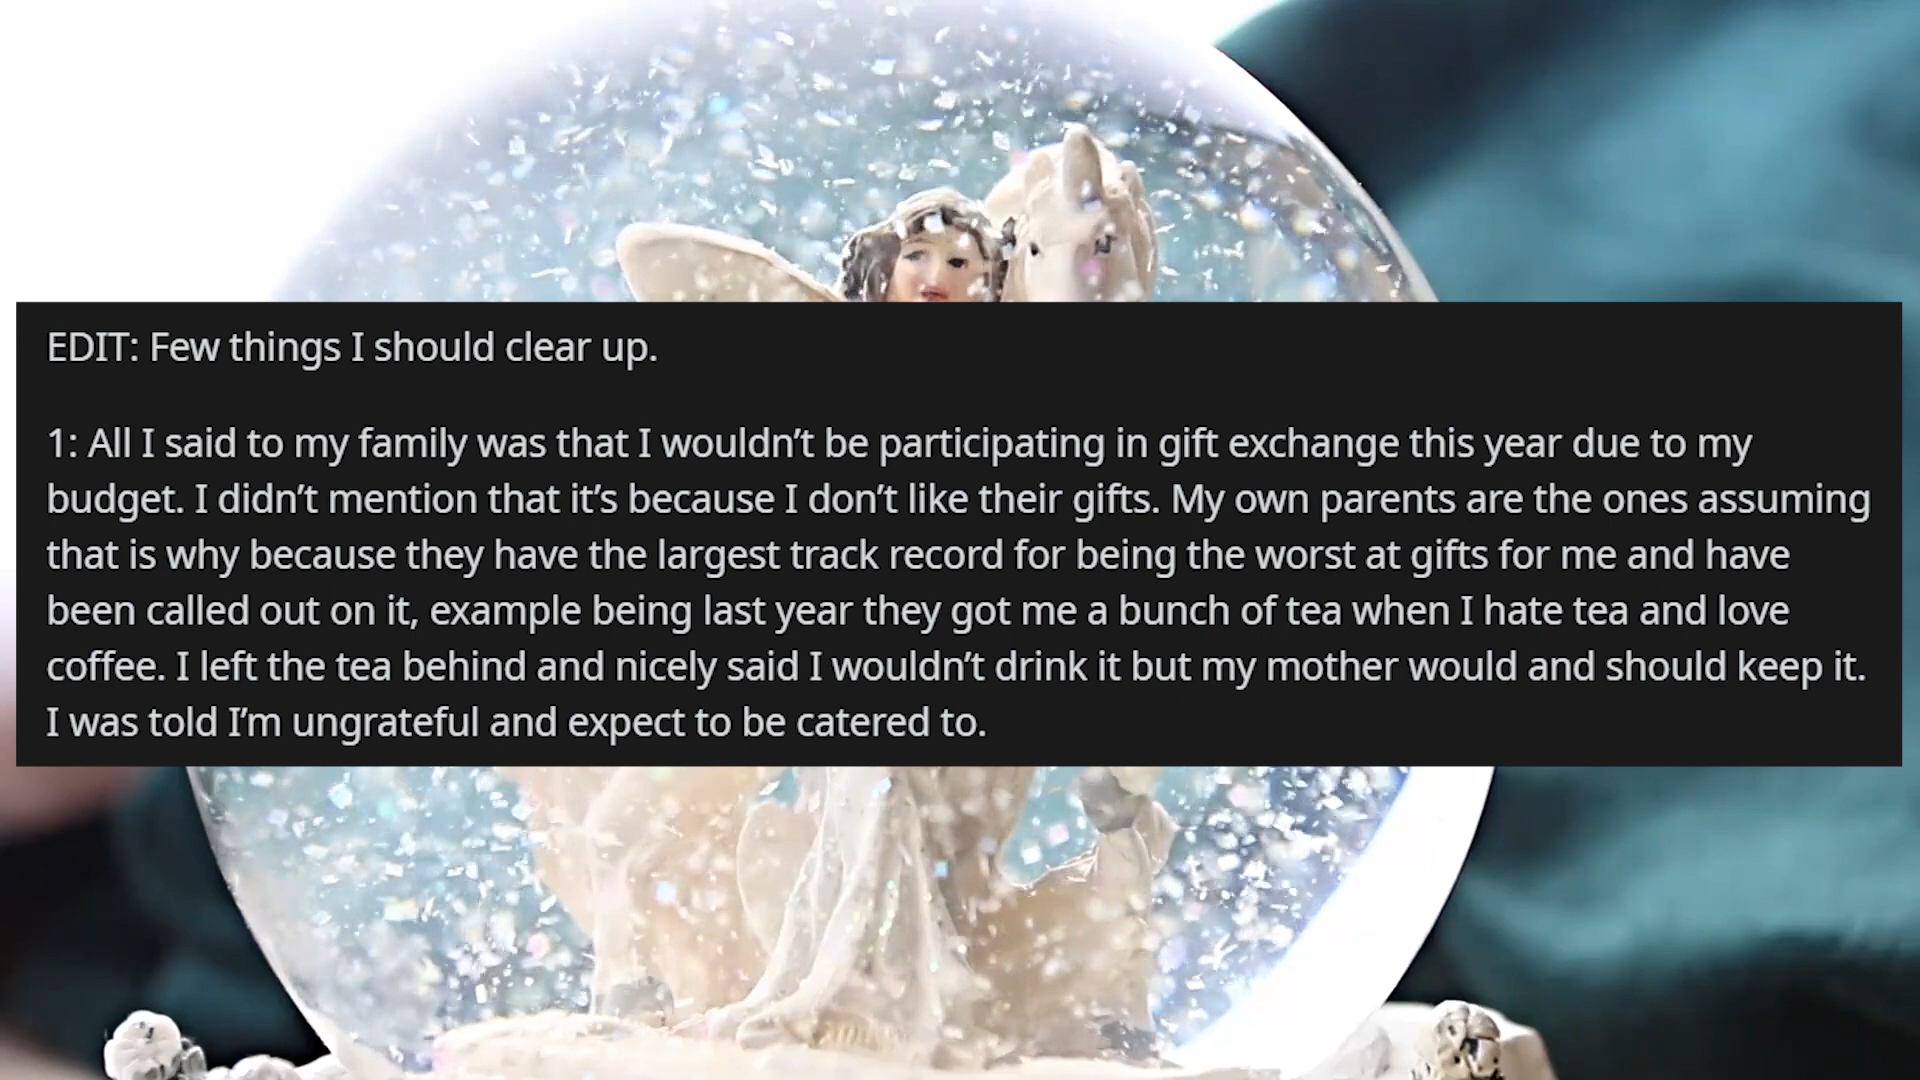 EDIT: Few things I should clear up.
1: All I said to my family was that I wouldn’t be participating in gift exchange this year due to my
budget. I didn’t mention that it’s because I don’t like their gifts. My own parents are the ones assuming
that is why because they have the largest track record for being the worst at gifts for me and have
been called out on it, example being last year they got me a bunch of tea when I hate tea and love
coffee. I left the tea behind and nicely said I wouldn’t drink it but my mother would and should keep it.
I was told I’m ungrateful and expect to be catered to.